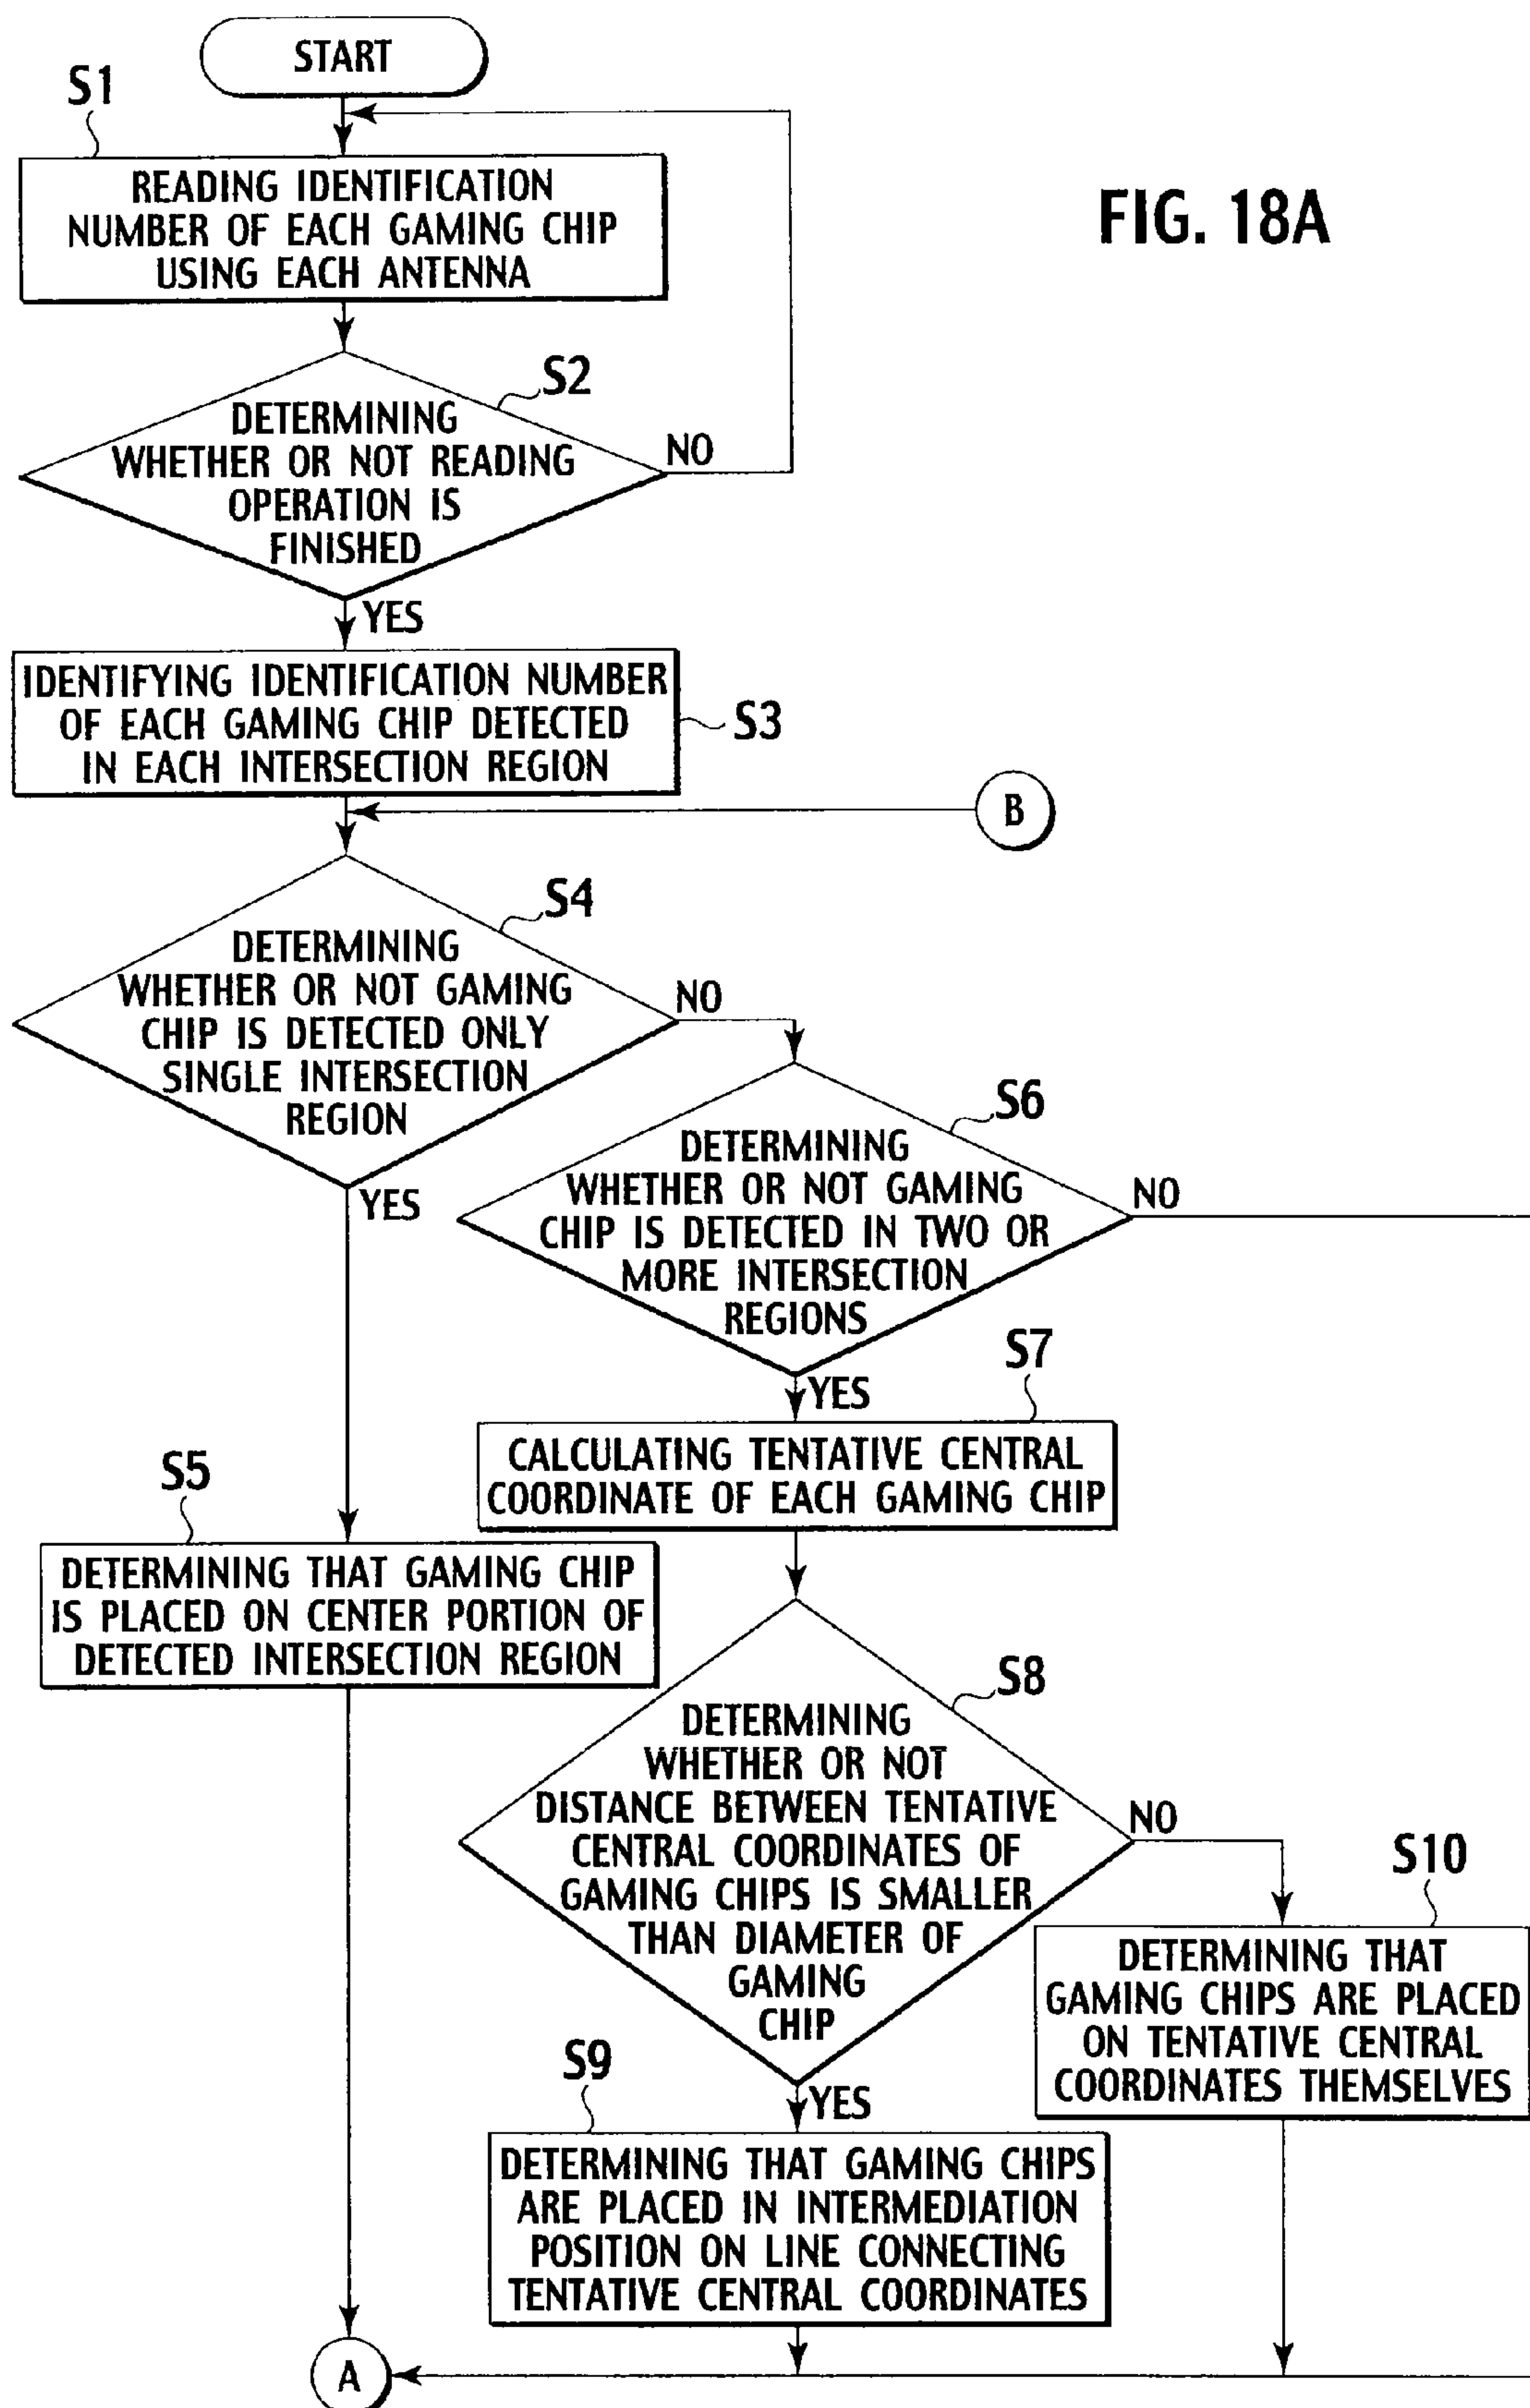 START
S1
READING IDENTIFICATION
NUMBER OF EACH GAMING CHIP
USING EACH ANTENNA
FIG. 18A
S2
DETERMINING
WHETHER OR NOT READING
OPERATION IS
FINISHED
NO
YES
IDENTIFYING IDENTIFICATION NUMBER
OF EACH GAMING CHIP DETECTED
IN EACH INTERSECTION REGION
S3
B
S4
DETERMINING
WHETHER OR NOT GAMING
CHIP IS DETECTED ONLY
SINGLE INTERSECTION
REGION
NO
YES
S6
DETERMINING
WHETHER OR NOT GAMING
CHIP IS DETECTED IN TWO OR
MORE INTERSECTION
REGIONS
NO
YES
S7
CALCULATING TENTATIVE CENTRAL
COORDINATE OF EACH GAMING CHIP
S5
DETERMINING THAT GAMING CHIP
IS PLACED ON CENTER PORTION OF
DETECTED INTERSECTION REGION
S8
DETERMINING
WHETHER OR NOT
DISTANCE BETWEEN TENTATIVE
CENTRAL COORDINATES OF
GAMING CHIPS IS SMALLER
THAN DIAMETER OF
GAMING
CHIP
NO
YES
S10
DETERMINING THAT
GAMING CHIPS ARE PLACED
ON TENTATIVE CENTRAL
COORDINATES THEMSELVES
S9
DETERMINING THAT GAMING CHIPS
ARE PLACED IN INTERMEDIATION
POSITION ON LINE CONNECTING
TENTATIVE CENTRAL COORDINATES
A